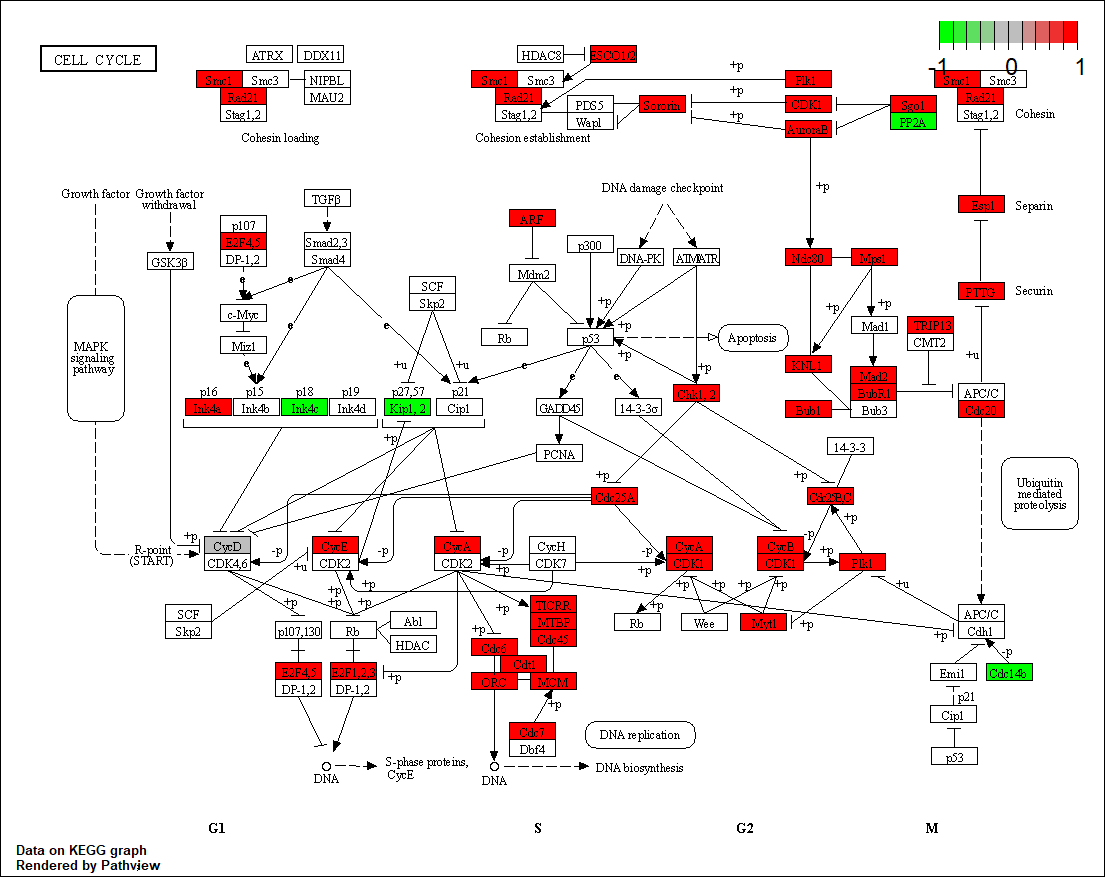 CELL CYCLE
ATRX
DDX11
Smc1
Smc3
NIPBL
Rad21
MAU2
Stag1,2
Cohesin loading
HDAC8
ESCO1/2
Smc1
Smc3
Rad21
Stag1,2
PDS5
Wapl
Cohesion establishment
Sororin
+p
+p
+p
Plk1
CDK1
AuroraB
Sgo1
PP2A
-1
0
1
Smc1
Smc3
Rad21
Stag1,2
Cohesin
Growth factor
Growth factor
withdrawal
TGFβ
DNA damage checkpoint
+p
p107
E2F4,5
DP-1,2
Smad2,3
Smad4
GSK3β
ARF
p300
Mdm2
DNA-PK
ATM/ATR
Ndc80
Mps1
Esp1
Separin
e
e
SCF
Skp2
c-Myc
Miz1
e
e
e
Rb
p53
+p
+p
+p
Apoptosis
+p
+p
Mad1
TRIP13
CMT2
PTTG
Securin
MAPK
signaling
pathway
+u
+u
e
e
+p
KNL1
Mad2
BubR1
Bub3
Bub1
+u
APC/C
Cdc20
p16
p15
p18
p19
p27,57
p21
Ink4a
Ink4b
Ink4c
Ink4d
Kip1, 2
Cip1
GADD45
14-3-3σ
Chk1, 2
+p
PCNA
14-3-3
+p
+p
Cdc25A
Cdc25B,C
Ubiquitin
mediated
proteolysis
R-point
(START)
+p
CycD
CDK4,6
-p
CycE
CDK2
-p
CycA
CDK2
-p
+p
CycH
CDK7
-p
+p
CycA
CDK1
CycB
CDK1
-p
+p
+p
Plk1
+u
+p
+p
+p
+p
+p
+p
+p
+u
SCF
Skp2
p107,130
Rb
Abl
HDAC
TICRR
MTBP
Cdc45
+p
Rb
Wee
Myt1
+p
+p
APC/C
Cdh1
E2F4,5
DP-1,2
E2F1,2,3
DP-1,2
+p
Cdc6
Cdt1
ORC
MCM
+p
Emi1
-p
Cdc14b
p21
Cip1
p53
Cdc7
Dbf4
DNA replication
DNA
S-phase proteins,
CycE
DNA
DNA biosynthesis
G1
S
G2
M
Data on KEGG graph
Rendered by Pathview